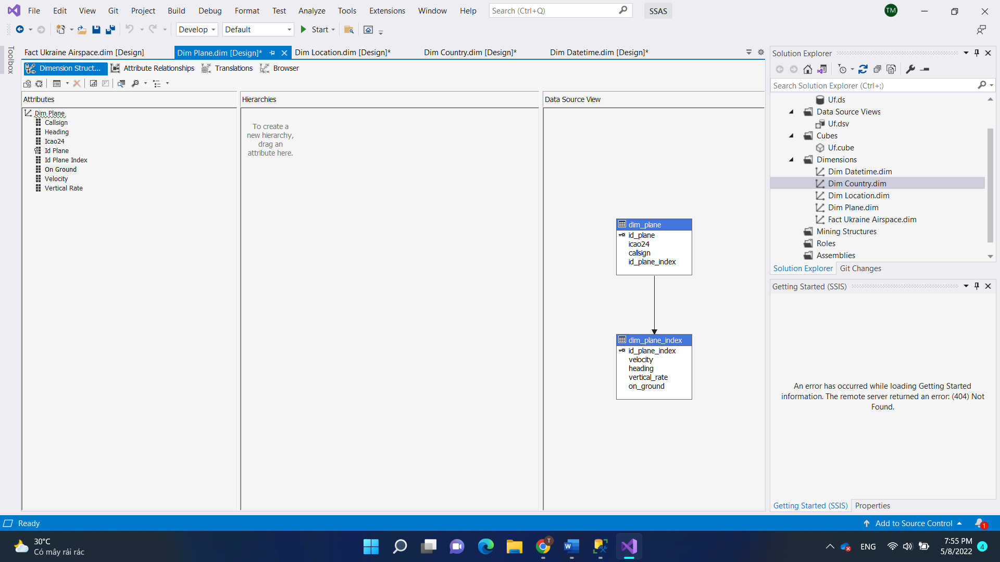 File Edit View Git Project Build Debug Format Test Analyze Tools Extensions Window Help Search (Ctrl+Q) SSAS TM
Develop Default Start
Toolbox
Fact Ukraine Airspace.dim [Design] Dim Plane.dim [Design]* Dim Location.dim [Design]* Dim Country.dim [Design]* Dim Datetime.dim [Design]*
Dimension Struct... Attribute Relationships Translations Browser
Attributes
Dim Plane
Callsign
Heading
Icao24
Id Plane
Id Plane Index
On Ground
Velocity
Vertical Rate
Hierarchies
To create a
new hierarchy,
drag an
attribute here.
Data Source View
dim_plane
id_plane
icao24
callsign
id_plane_index
dim_plane_index
id_plane_index
velocity
heading
vertical_rate
on_ground
Solution Explorer
Search Solution Explorer (Ctrl+;)
Uf.ds
Data Source Views
Uf.dsv
Cubes
Uf.cube
Dimensions
Dim Datetime.dim
Dim Country.dim
Dim Location.dim
Dim Plane.dim
Fact Ukraine Airspace.dim
Mining Structures
Roles
Assemblies
Solution Explorer Git Changes
Getting Started (SSIS)
An error has occurred while loading Getting Started
information. The remote server returned an error: (404) Not
Found.
Getting Started (SSIS) Properties
Ready Add to Source Control 1
30°C
Có mây rải rác
T
ENG
7:55 PM
5/8/2022
4